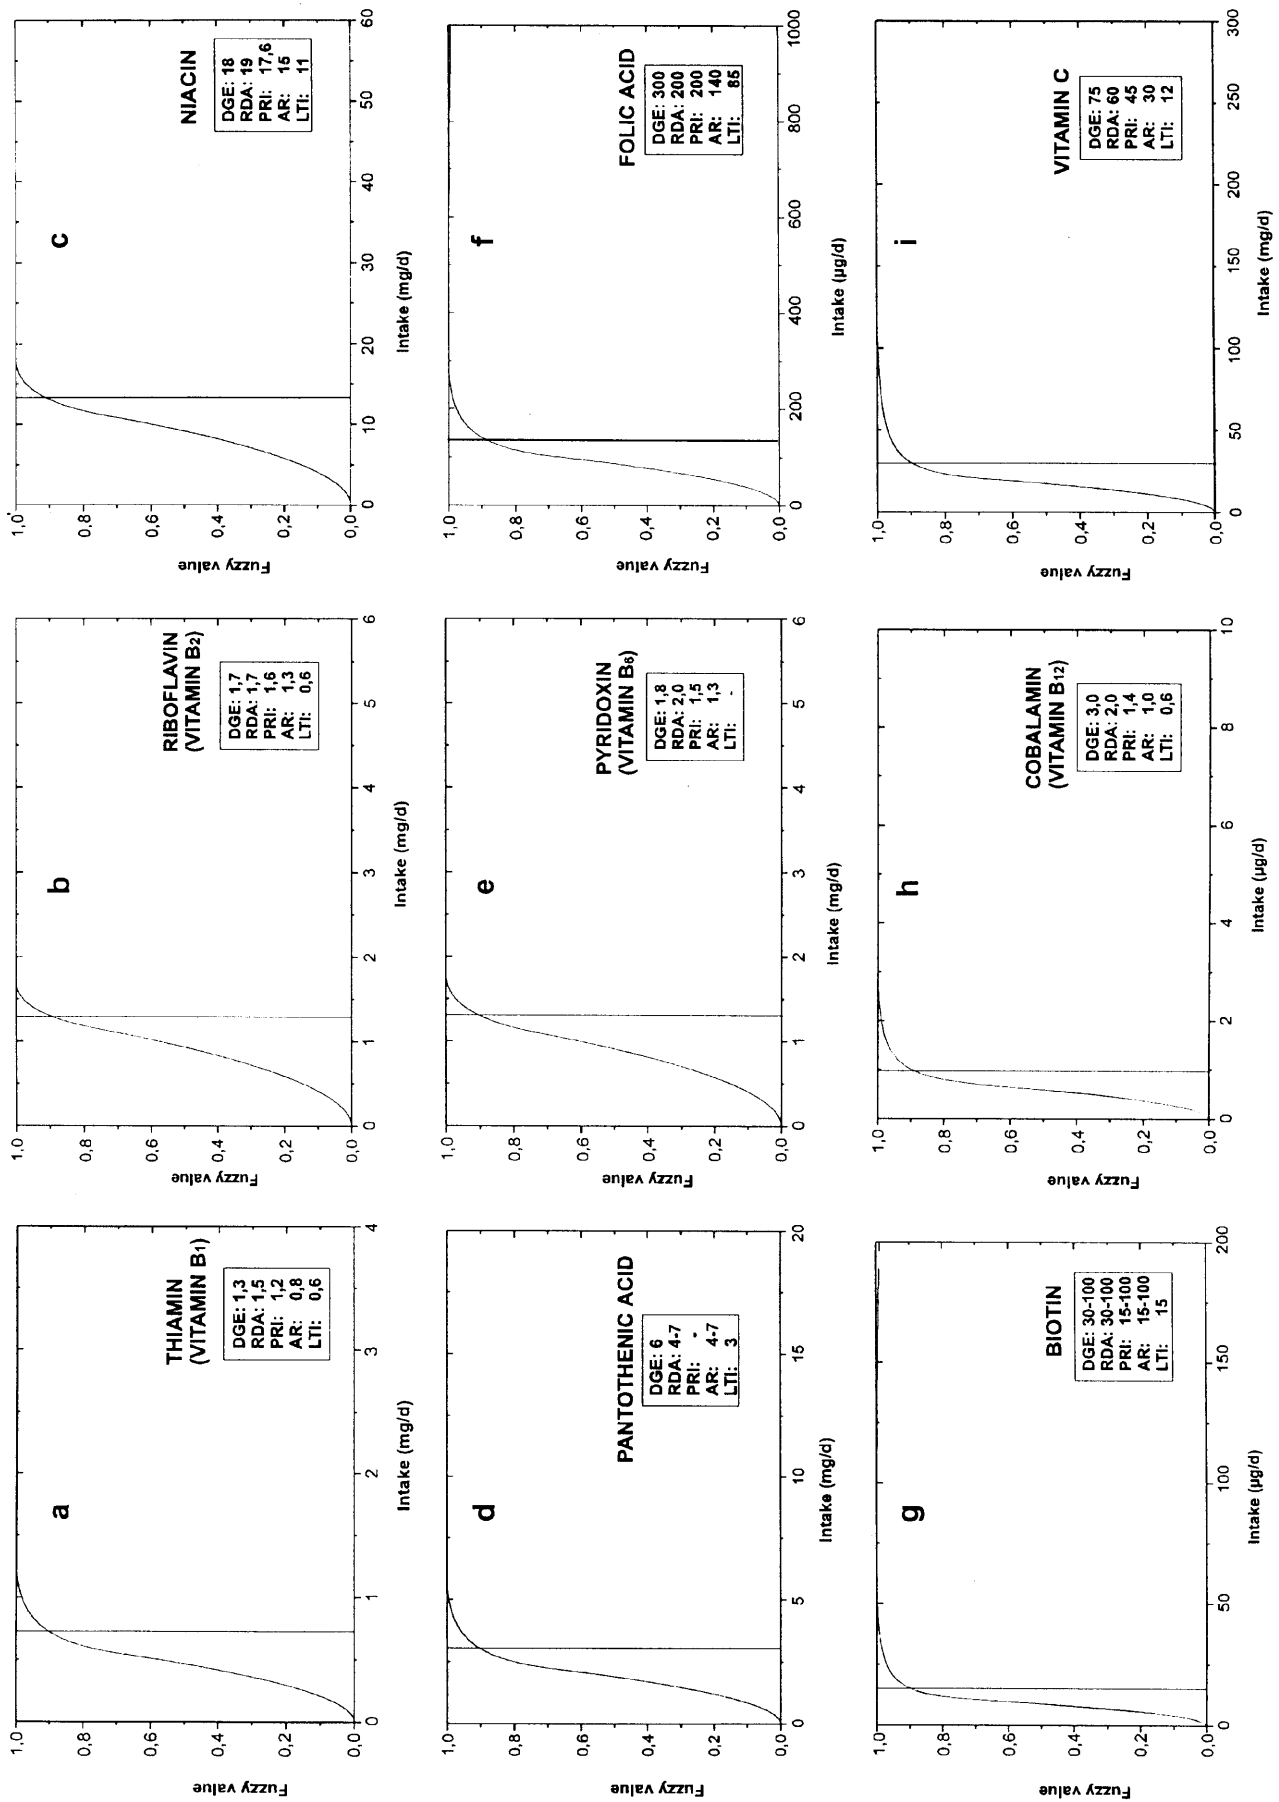 a
THIAMIN
(VITAMIN B1)
DGE: 1,3
RDA: 1,5
PRI: 1,2
AR: 0,8
LTI: 0,6
Fuzzy value
1,0
0,8
0,6
0,4
0,2
0,0
0 1 2 3 4
Intake (mg/d)
b
RIBOFLAVIN
(VITAMIN B2)
DGE: 1,7
RDA: 1,7
PRI: 1,6
AR: 1,3
LTI: 0,6
Fuzzy value
1,0
0,8
0,6
0,4
0,2
0,0
0 1 2 3 4 5 6
Intake (mg/d)
c
NIACIN
DGE: 18
RDA: 19
PRI: 17,6
AR: 15
LTI: 11
Fuzzy value
1,0
0,8
0,6
0,4
0,2
0,0
0 10 20 30 40 50 60
Intake (mg/d)
d
PANTOTHENIC ACID
DGE: 6
RDA: 4-7
PRI: -
AR: 4-7
LTI: 3
Fuzzy value
1,0
0,8
0,6
0,4
0,2
0,0
0 5 10 15 20
Intake (mg/d)
e
PYRIDOXIN
(VITAMIN B6)
DGE: 1,8
RDA: 2,0
PRI: 1,5
AR: 1,3
LTI: -
Fuzzy value
1,0
0,8
0,6
0,4
0,2
0,0
0 1 2 3 4 5 6
Intake (mg/d)
f
FOLIC ACID
DGE: 300
RDA: 200
PRI: 200
AR: 140
LTI: 85
Fuzzy value
1,0
0,8
0,6
0,4
0,2
0,0
0 200 400 600 800 1000
Intake (µg/d)
g
BIOTIN
DGE: 30-100
RDA: 30-100
PRI: 15-100
AR: 15-100
LTI: 15
Fuzzy value
1,0
0,8
0,6
0,4
0,2
0,0
0 50 100 150 200
Intake (µg/d)
h
COBALAMIN
(VITAMIN B12)
DGE: 3,0
RDA: 2,0
PRI: 1,4
AR: 1,0
LTI: 0,6
Fuzzy value
1,0
0,8
0,6
0,4
0,2
0,0
0 2 4 6 8 10
Intake (µg/d)
i
VITAMIN C
DGE: 75
RDA: 60
PRI: 45
AR: 30
LTI: 12
Fuzzy value
1,0
0,8
0,6
0,4
0,2
0,0
0 50 100 150 200 250 300
Intake (mg/d)